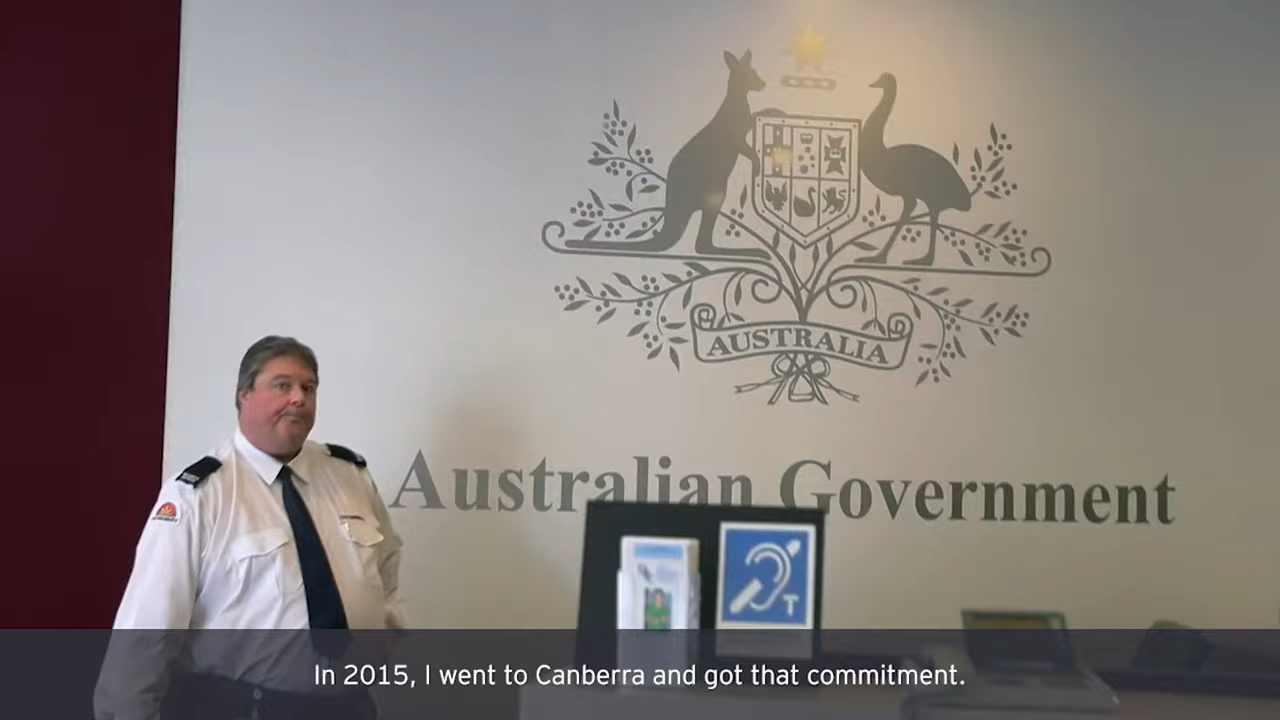 AUSTRALIA
Australian Government
T
In 2015, I went to Canberra and got that commitment.